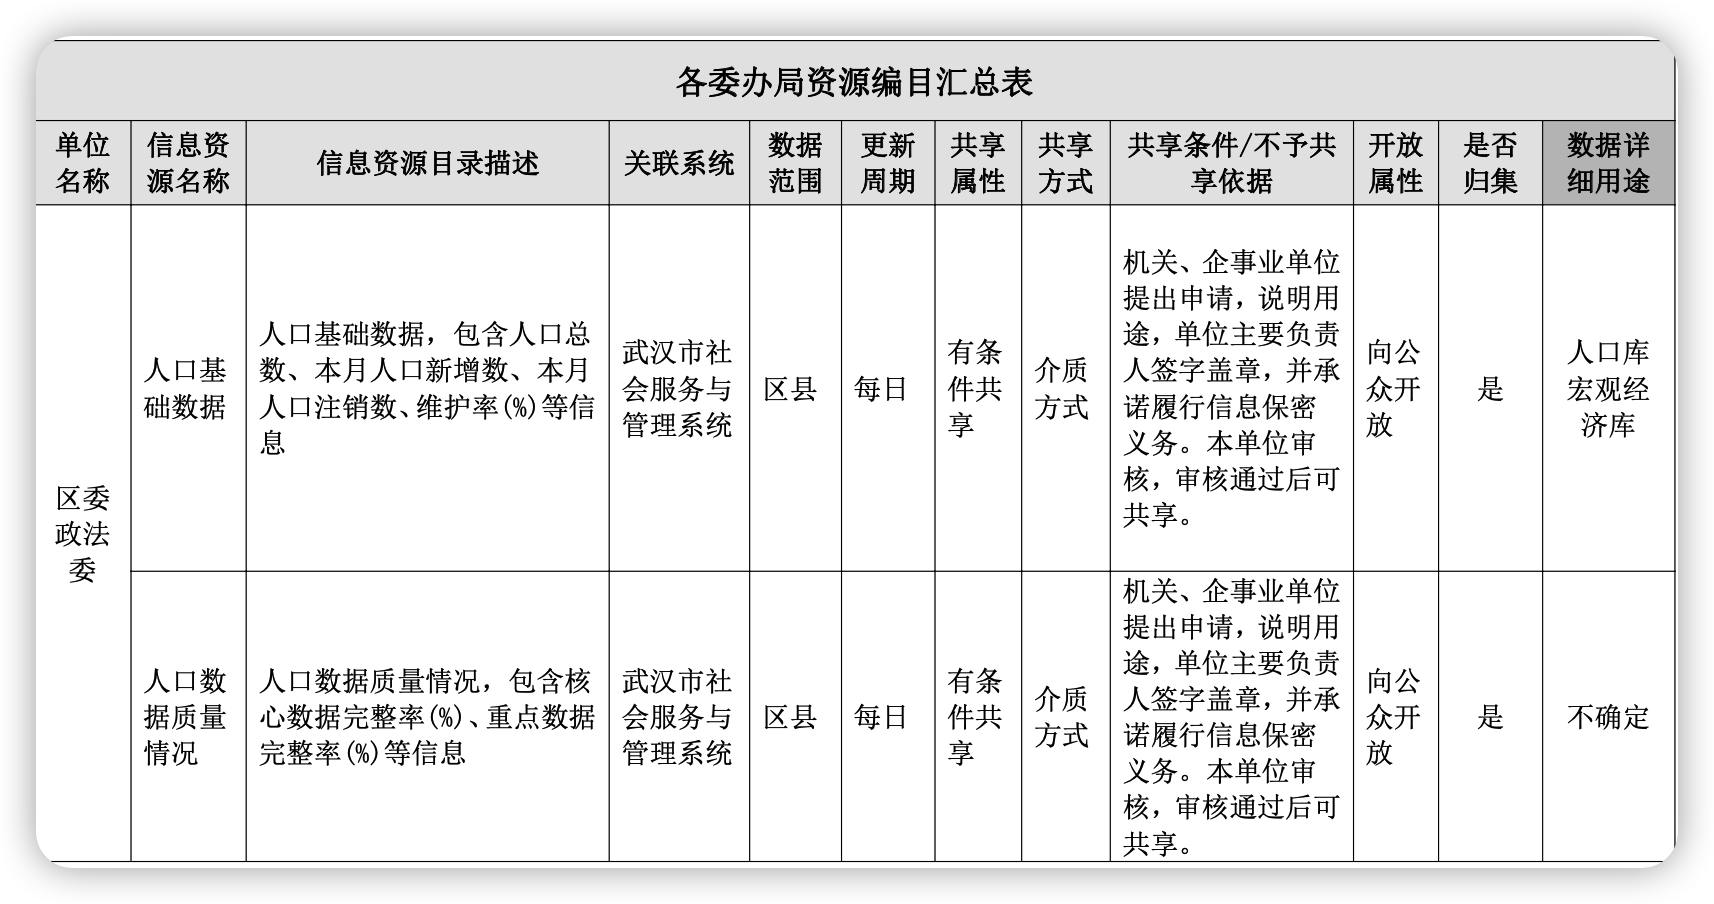 各委办局资源编目汇总表
单位
名称
信息资
源名称
信息资源目录描述
关联系统
数据
范围
更新
周期
共享
属性
共享
方式
共享条件/不予共
享依据
开放
属性
是否
归集
数据详
细用途
区委
政法
委
人口基
础数据
人口基础数据，包含人口总
数、本月人口新增数、本月
人口注销数、维护率(%)等信
息
武汉市社
会服务与
管理系统
区县
每日
有条
件共
享
介质
方式
机关、企事业单位
提出申请，说明用
途，单位主要负责
人签字盖章，并承
诺履行信息保密
义务。本单位审
核，审核通过后可
共享。
向公
众开
放
是
人口库
宏观经
济库
人口数
据质量
情况
人口数据质量情况，包含核
心数据完整率(%)、重点数据
完整率(%)等信息
武汉市社
会服务与
管理系统
区县
每日
有条
件共
享
介质
方式
机关、企事业单位
提出申请，说明用
途，单位主要负责
人签字盖章，并承
诺履行信息保密
义务。本单位审
核，审核通过后可
共享。
向公
众开
放
是
不确定